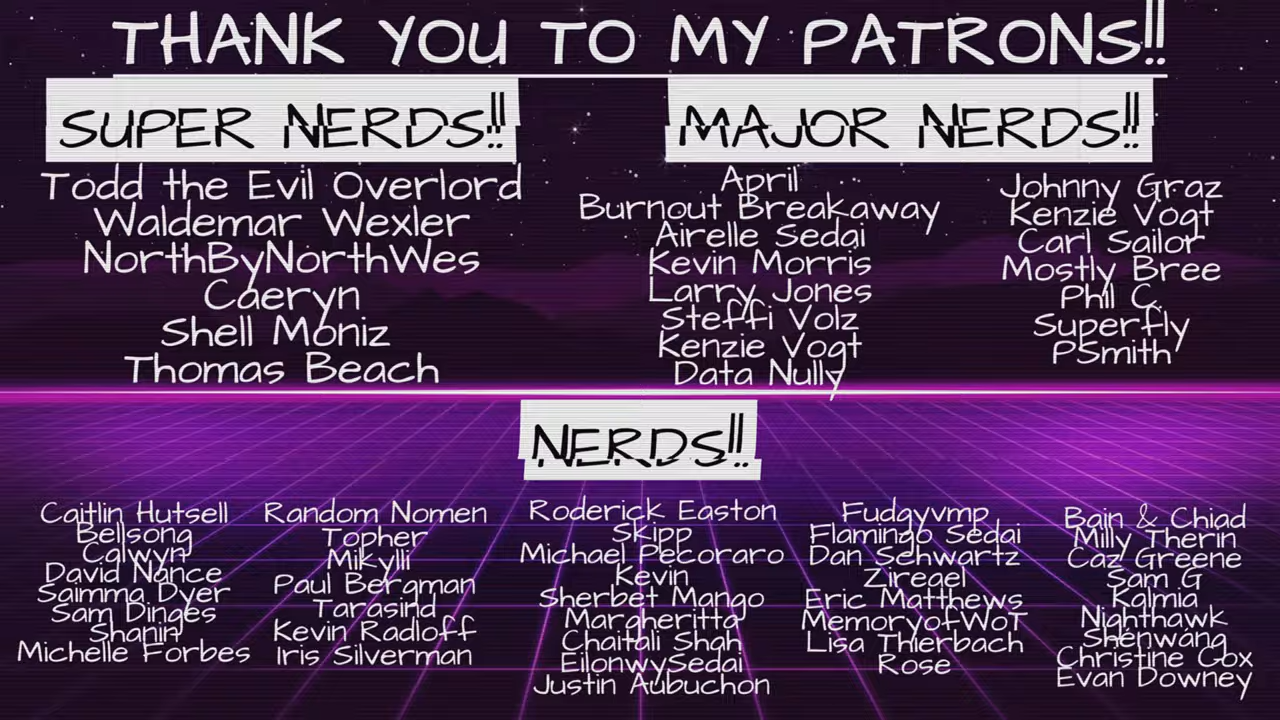 THANK YOU TO MY PATRONS!!
SUPER NERDS!!
Todd the Evil Overlord
Waldemar Wexler
NorthByNorthWes
Caeryn
Shell Moniz
Thomas Beach
MAJOR NERDS!!
April
Burnout Breakaway
Airelle Sedai
Kevin Morris
Larry Jones
Steffi Volz
Kenzie Vogt
Data Nully
Johnny Graz
Kenzie Vogt
Carl Sailor
Mostly Bree
Phil C.
Superfly
PSmith
NERDS!!
Caitlin Hutsell
Bellsong
Calwyn
David Nance
Saimma Dyer
Sam Dinges
Shanin
Michelle Forbes
Random Nomen
Topher
Mikylli
Paul Bergman
Tarasind
Kevin Radloff
Iris Silverman
Roderick Easton
Skipp
Michael Pecoraro
Kevin
Sherbet Mango
Margheritta
Chaitali Shah
EilonwySedai
Justin Aubuchon
Fudgyvmp
Flamingo Sedai
Dan Schwartz
Ziregel
Eric Matthews
MemoryofWoT
Lisa Thierbach
Rose
Bain & Chiad
Milly Therin
Caz Greene
Sam G
Kalmia
Nighthawk
Shenwang
Christine Cox
Evan Downey